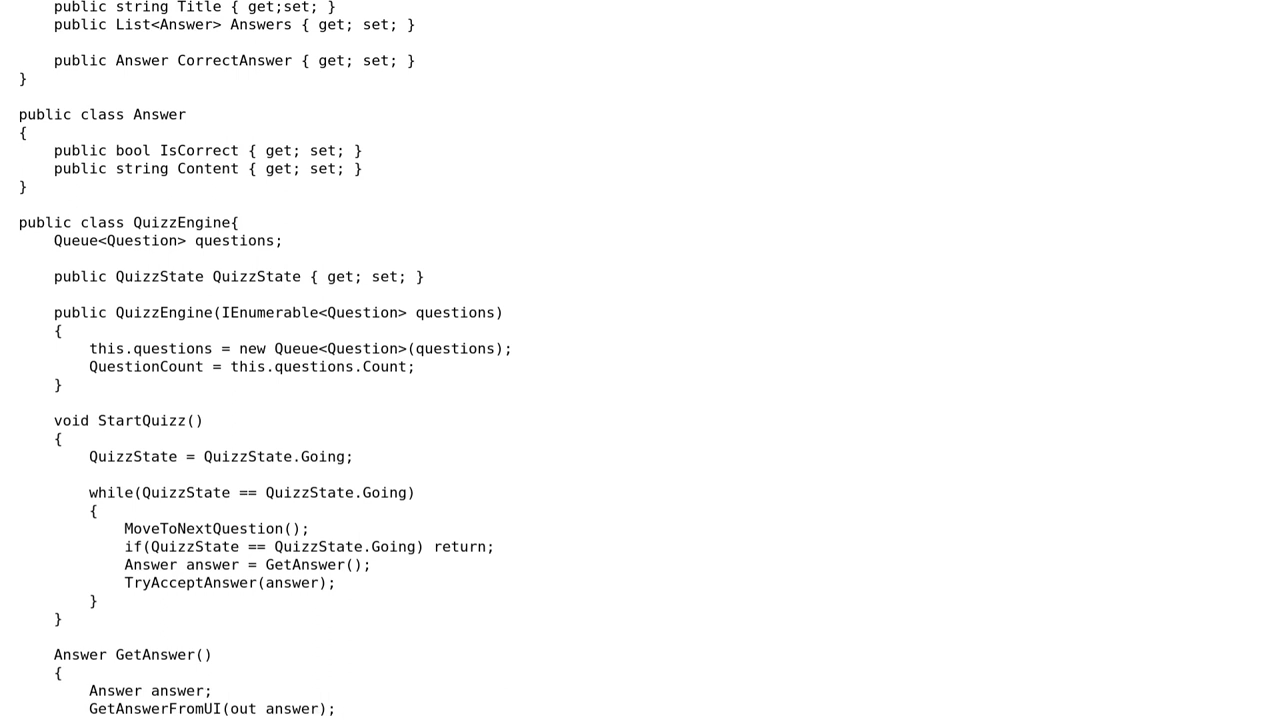 public string Title { get;set; }
public List<Answer> Answers { get; set; }
public Answer CorrectAnswer { get; set; }
}
public class Answer
{
public bool IsCorrect { get; set; }
public string Content { get; set; }
}
public class QuizzEngine{
Queue<Question> questions;
public QuizzState QuizzState { get; set; }
public QuizzEngine(IEnumerable<Question> questions)
{
this.questions = new Queue<Question>(questions);
QuestionCount = this.questions.Count;
}
void StartQuizz()
{
QuizzState = QuizzState.Going;
while(QuizzState == QuizzState.Going)
{
MoveToNextQuestion();
if(QuizzState == QuizzState.Going) return;
Answer answer = GetAnswer();
TryAcceptAnswer(answer);
}
}
Answer GetAnswer()
{
Answer answer;
GetAnswerFromUI(out answer);